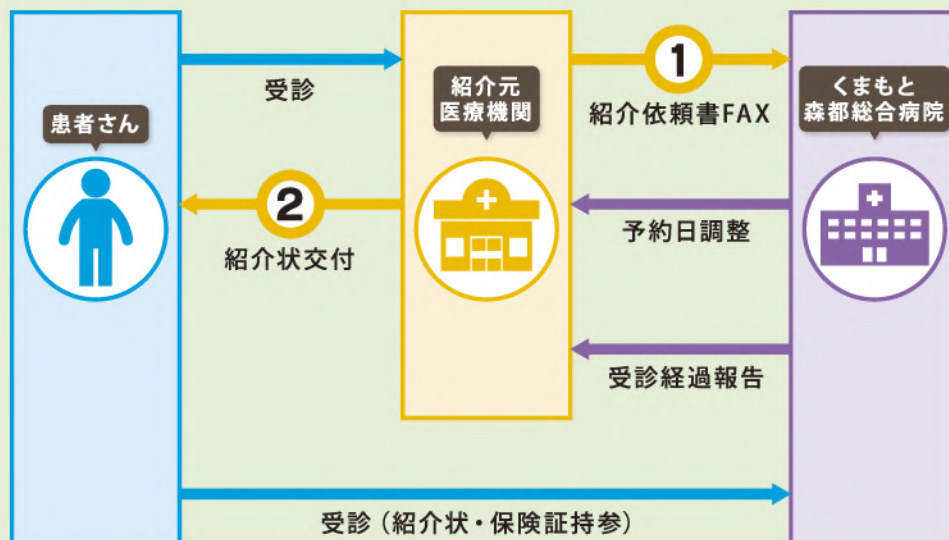 受診
1
紹介依頼書FAX
患者さん
紹介元
医療機関
くまもと
森都総合病院
2
紹介状交付
予約日調整
受診経過報告
受診（紹介状・保険証持参）